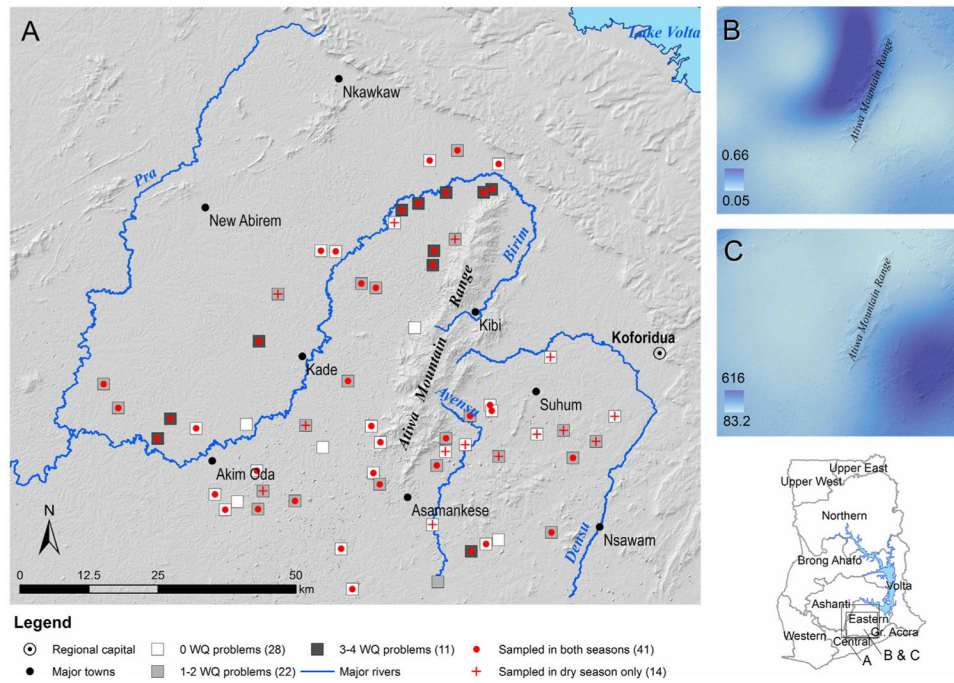 A
Lake Volta
Nkawkaw
Pra
New Abirem
Birim
Atiwa Mountain Range
Kibi
Koforidua
Kade
Ayensu
Suhum
Akim Oda
Asamankese
Densu
Nsawam
N
0 12.5 25 50
km
B
Atiwa Mountain Range
0.66
0.05
C
Atiwa Mountain Range
616
83.2
Upper East
Upper West
Northern
Brong Ahafo
Volta
Ashanti
Eastern
Western
Central
Gr. Accra
A
B & C
Legend
Regional capital
0 WQ problems (28)
3-4 WQ problems (11)
Sampled in both seasons (41)
Major towns
1-2 WQ problems (22)
Major rivers
Sampled in dry season only (14)